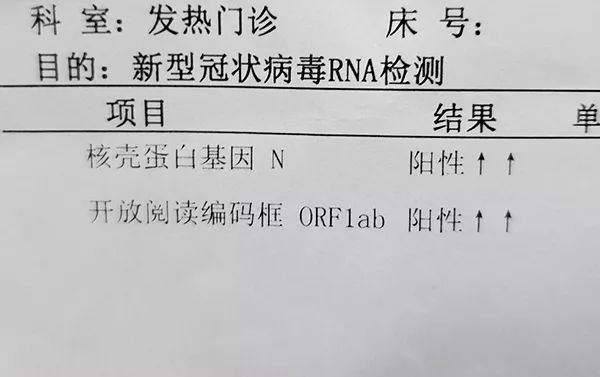 科 室: 发热门诊 床 号:
目的: 新型冠状病毒RNA检测
项目 结果 单
核壳蛋白基因 N 阳性↑↑
开放阅读编码框 ORF1ab 阳性↑↑